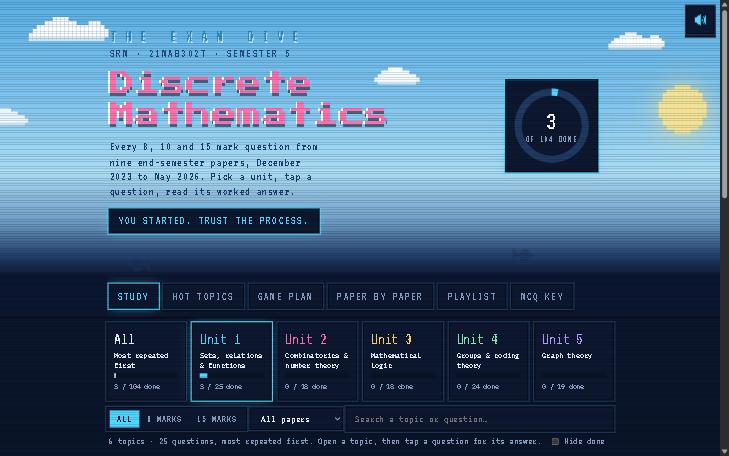 THE EXAM DIVE
SRM · 21MAB302T · SEMESTER 5
Discrete
Mathematics
Every 8, 10 and 15 mark question from
nine end-semester papers, December
2023 to May 2026. Pick a unit, tap a
question, read its worked answer.
YOU STARTED. TRUST THE PROCESS.
3
OF 104 DONE
STUDY HOT TOPICS GAME PLAN PAPER BY PAPER PLAYLIST MCQ KEY
All Unit 1 Unit 2 Unit 3 Unit 4 Unit 5
Most repeated first
Sets, relations & functions
Combinatorics & number theory
Mathematical logic
Groups & coding theory
Graph theory
3 / 104 done 3 / 25 done 0 / 18 done 0 / 18 done 0 / 24 done 0 / 19 done
ALL 8 MARKS 15 MARKS All papers Search a topic or question…
6 topics · 25 questions, most repeated first. Open a topic, then tap a question for its answer. Hide done